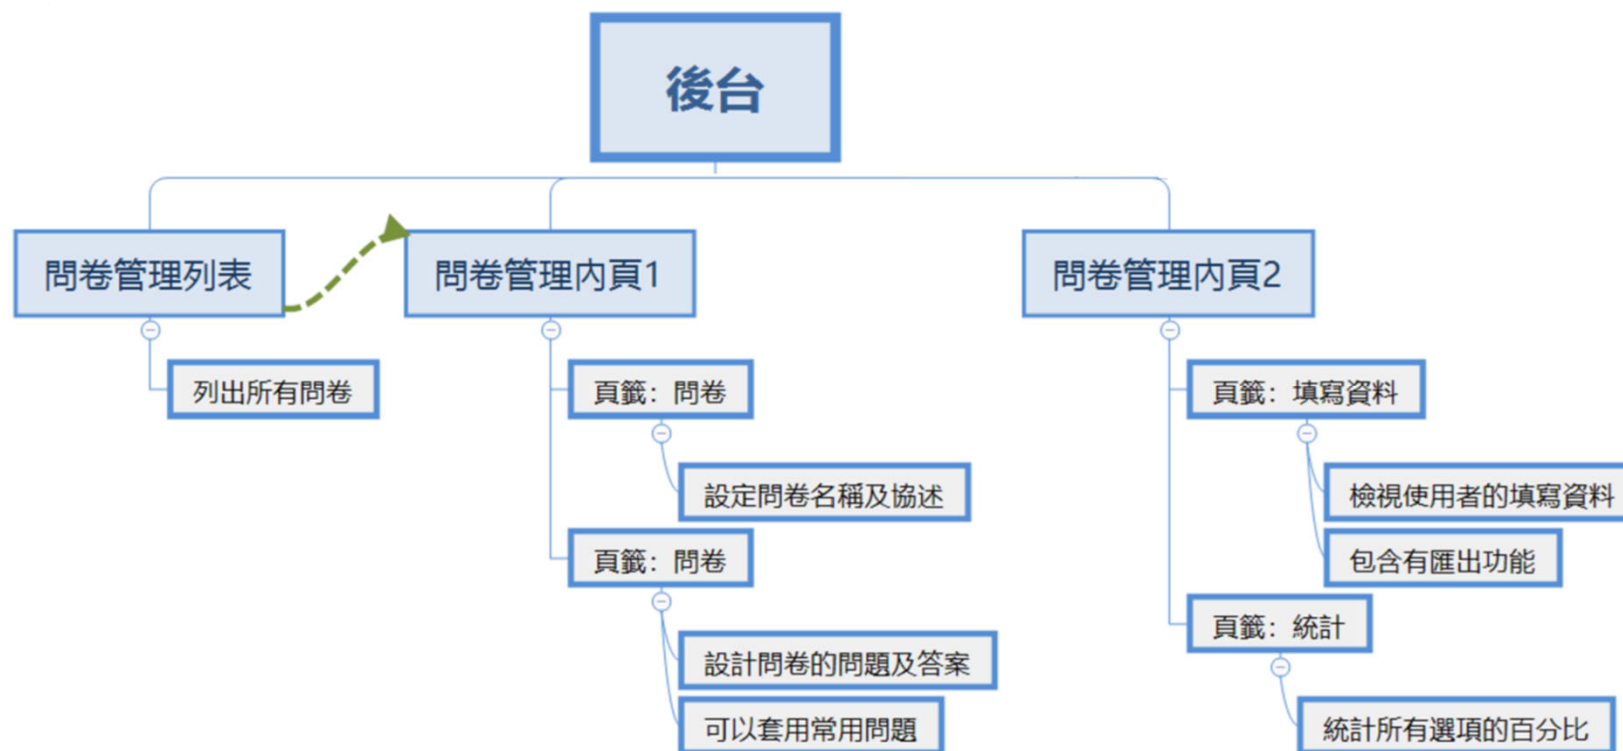 後台
問卷管理列表
列出所有問卷
問卷管理內頁1
頁籤：問卷
設定問卷名稱及協述
頁籤：問卷
設計問卷的問題及答案
可以套用常用問題
問卷管理內頁2
頁籤：填寫資料
檢視使用者的填寫資料
包含有匯出功能
頁籤：統計
統計所有選項的百分比